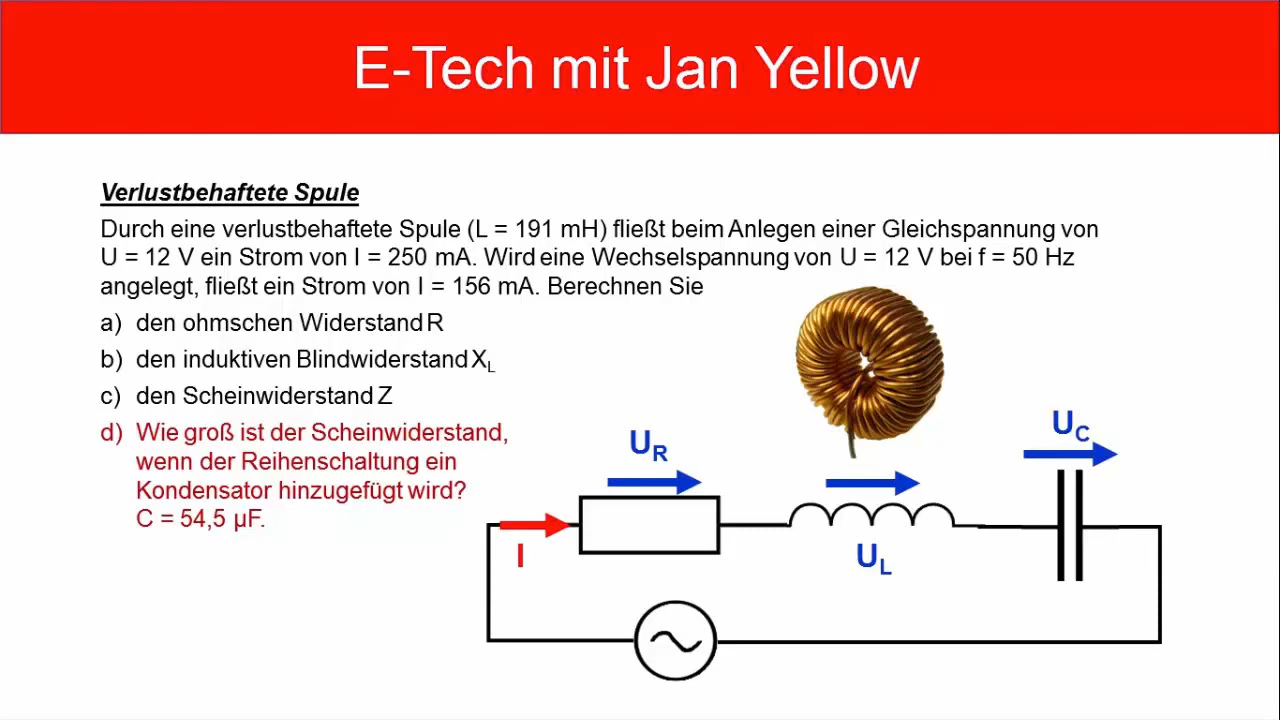 E-Tech mit Jan Yellow
Verlustbehaftete Spule
Durch eine verlustbehaftete Spule (L = 191 mH) fließt beim Anlegen einer Gleichspannung von
U = 12 V ein Strom von I = 250 mA. Wird eine Wechselspannung von U = 12 V bei f = 50 Hz
angelegt, fließt ein Strom von I = 156 mA. Berechnen Sie
a) den ohmschen Widerstand R
b) den induktiven Blindwiderstand XL
c) den Scheinwiderstand Z
d) Wie groß ist der Scheinwiderstand,
wenn der Reihenschaltung ein
Kondensator hinzugefügt wird?
C = 54,5 µF.
UR
UC
I
UL